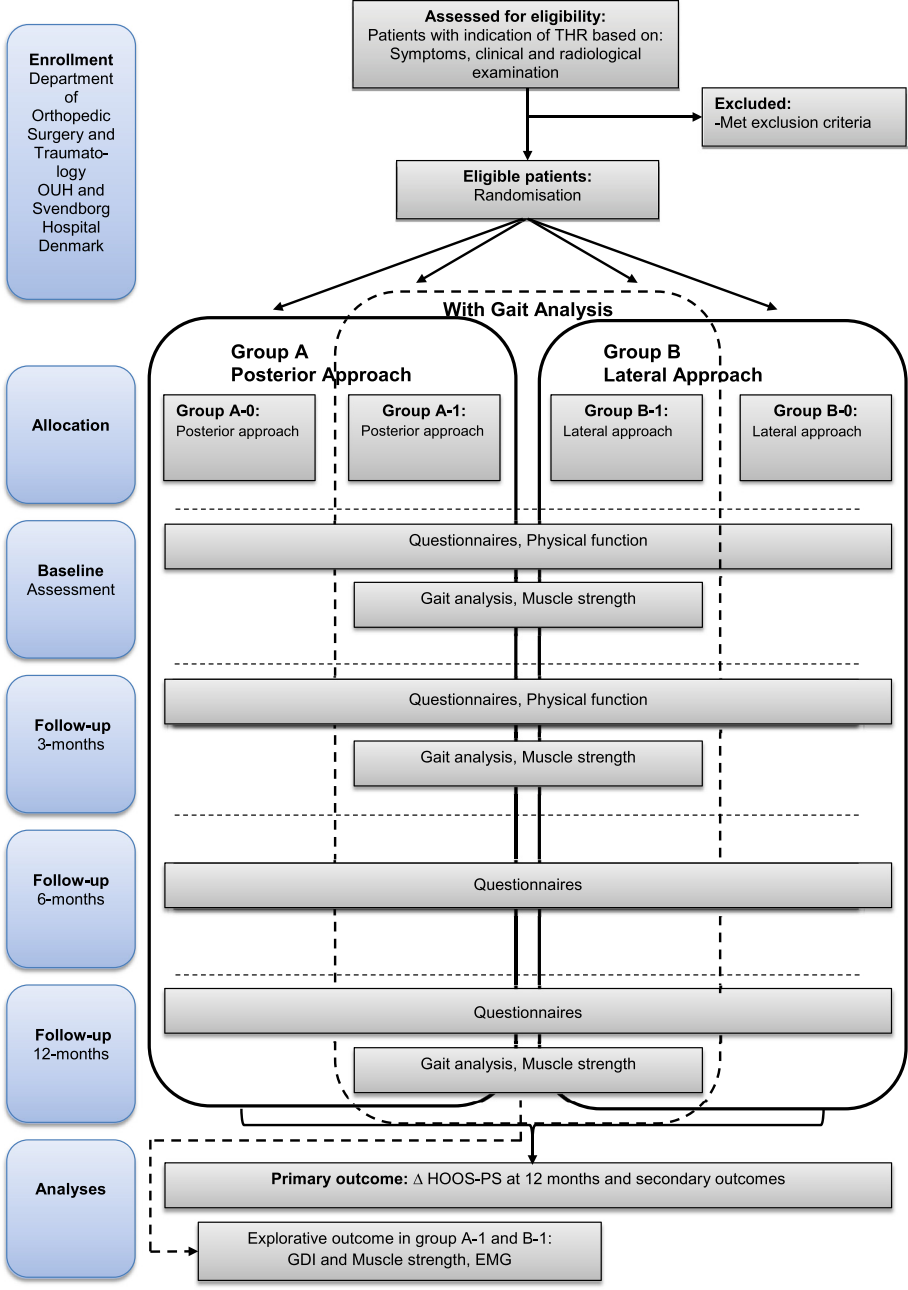 Assessed for eligibility:
Patients with indication of THR based on:
Symptoms, clinical and radiological
examination
Enrollment
Department
of
Orthopedic
Surgery and
Traumato-
logy
OUH and
Svendborg
Hospital
Denmark
Excluded:
-Met exclusion criteria
Eligible patients:
Randomisation
With Gait Analysis
Group A
Posterior Approach
Group B
Lateral Approach
Allocation
Group A-0:
Posterior approach
Group A-1:
Posterior approach
Group B-1:
Lateral approach
Group B-0:
Lateral approach
Baseline
Assessment
Questionnaires, Physical function
Gait analysis, Muscle strength
Follow-up
3-months
Questionnaires, Physical function
Gait analysis, Muscle strength
Follow-up
6-months
Questionnaires
Follow-up
12-months
Questionnaires
Gait analysis, Muscle strength
Analyses
Primary outcome: Δ HOOS-PS at 12 months and secondary outcomes
Explorative outcome in group A-1 and B-1:
GDI and Muscle strength, EMG